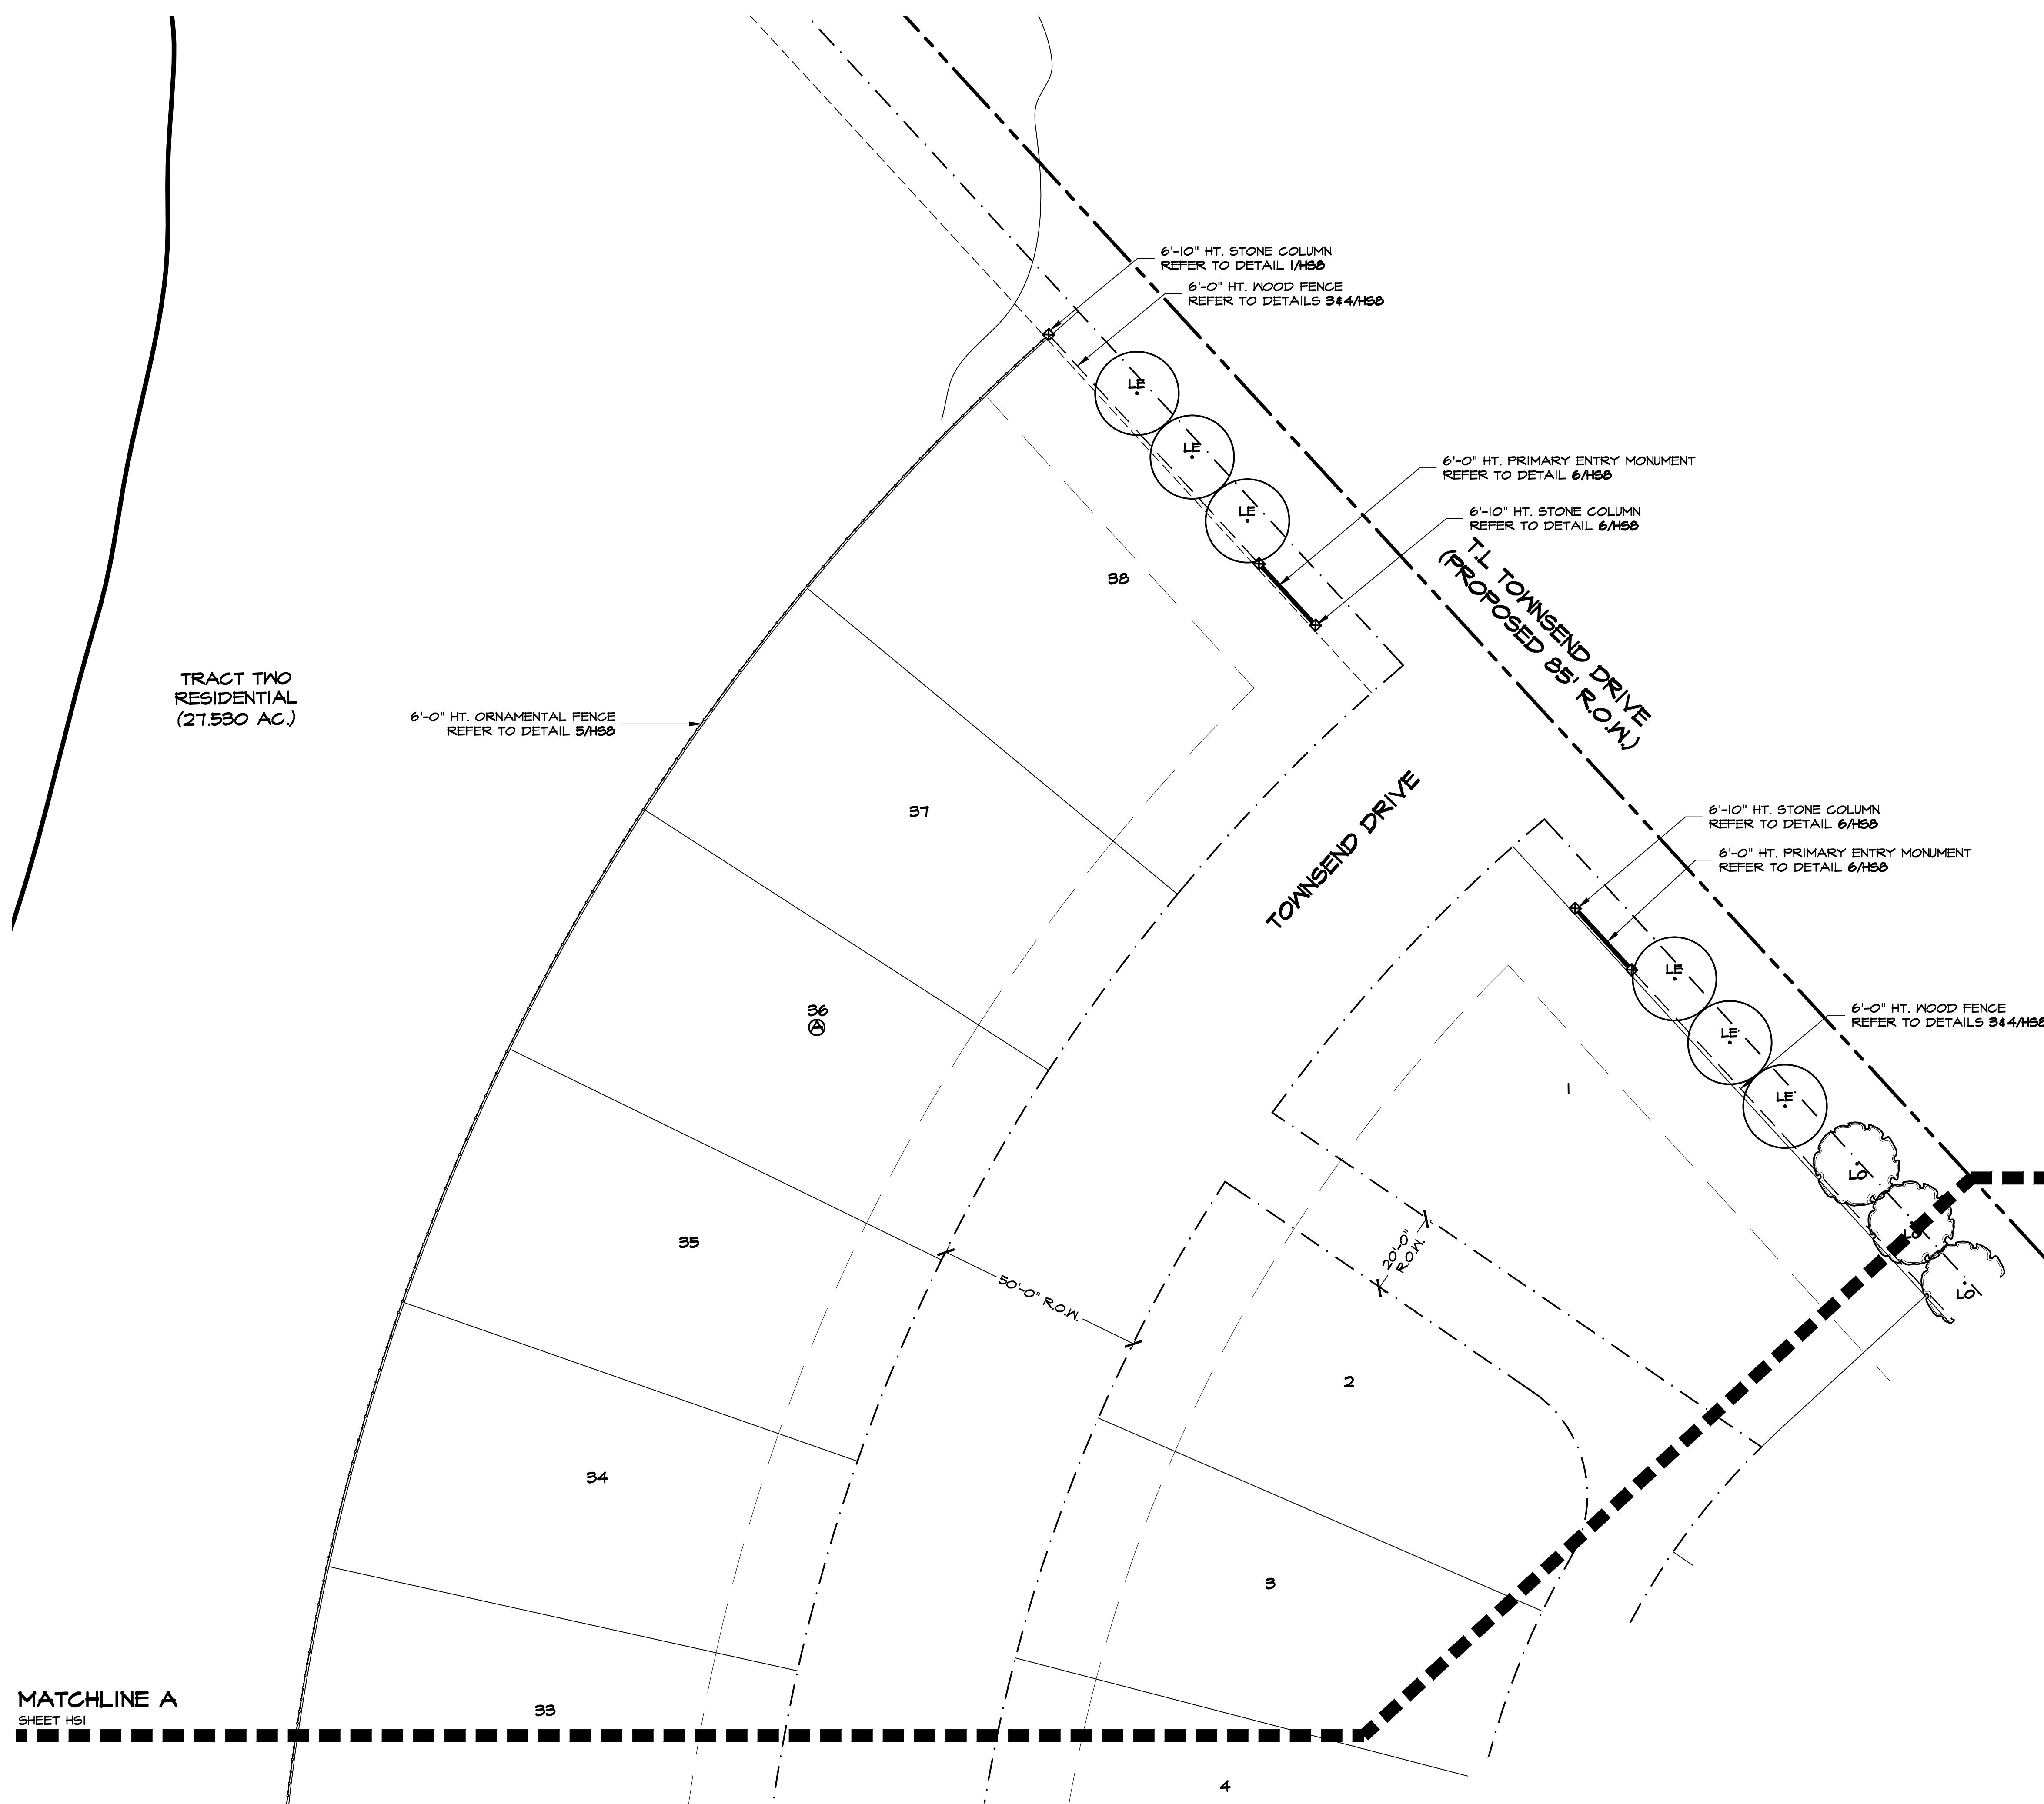 6'-10" HT. STONE COLUMN
REFER TO DETAIL 1/HS8
6'-0" HT. WOOD FENCE
REFER TO DETAILS 3&4/HS8
LE
LE
LE
6'-0" HT. PRIMARY ENTRY MONUMENT
REFER TO DETAIL 6/HS8
6'-10" HT. STONE COLUMN
REFER TO DETAIL 6/HS8
T.L. TOWNSEND DRIVE
(PROPOSED 85' R.O.W.)
38
TRACT TWO
RESIDENTIAL
(27.530 AC.)
6'-0" HT. ORNAMENTAL FENCE
REFER TO DETAIL 5/HS8
37
TOWNSEND DRIVE
6'-10" HT. STONE COLUMN
REFER TO DETAIL 6/HS8
6'-0" HT. PRIMARY ENTRY MONUMENT
REFER TO DETAIL 6/HS8
LE
LE
LE
6'-0" HT. WOOD FENCE
REFER TO DETAILS 3&4/HS8
36
A
1
LO
LO
LO
35
20'-0"
R.O.W.
50'-0" R.O.W.
2
34
3
33
MATCHLINE A
SHEET HS1
4